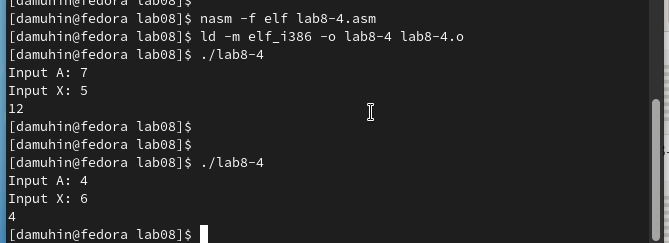 [damuhin@fedora lab08]$
[damuhin@fedora lab08]$ nasm -f elf lab8-4.asm
[damuhin@fedora lab08]$ ld -m elf_i386 -o lab8-4 lab8-4.o
[damuhin@fedora lab08]$ ./lab8-4
Input A: 7
Input X: 5
12
[damuhin@fedora lab08]$
[damuhin@fedora lab08]$
[damuhin@fedora lab08]$ ./lab8-4
Input A: 4
Input X: 6
4
[damuhin@fedora lab08]$